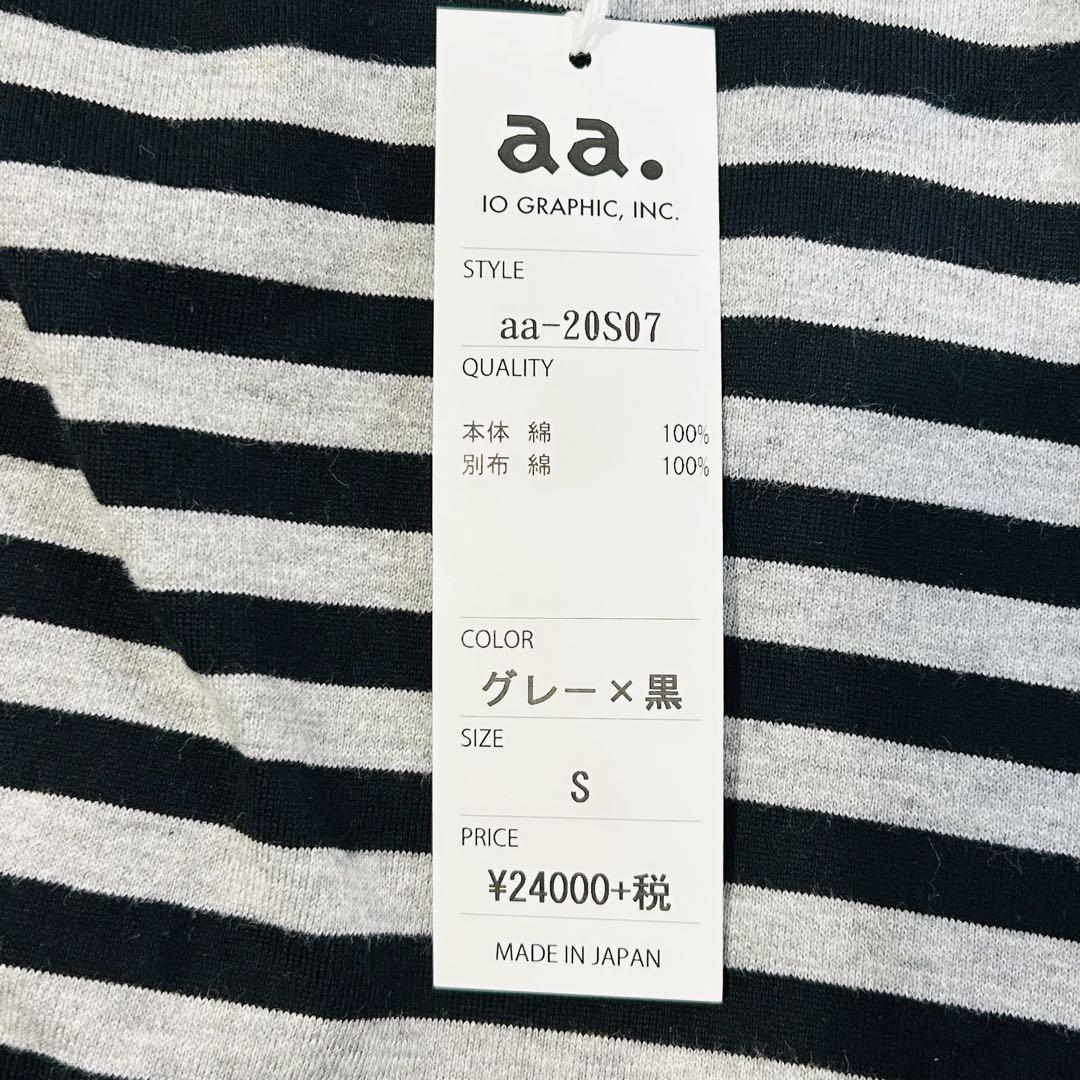 aa.
IO GRAPHIC, INC.
STYLE
aa-20S07
QUALITY
本体 綿 100%
別布 綿 100%
COLOR
グレー×黒
SIZE
S
PRICE
¥24000+税
MADE IN JAPAN